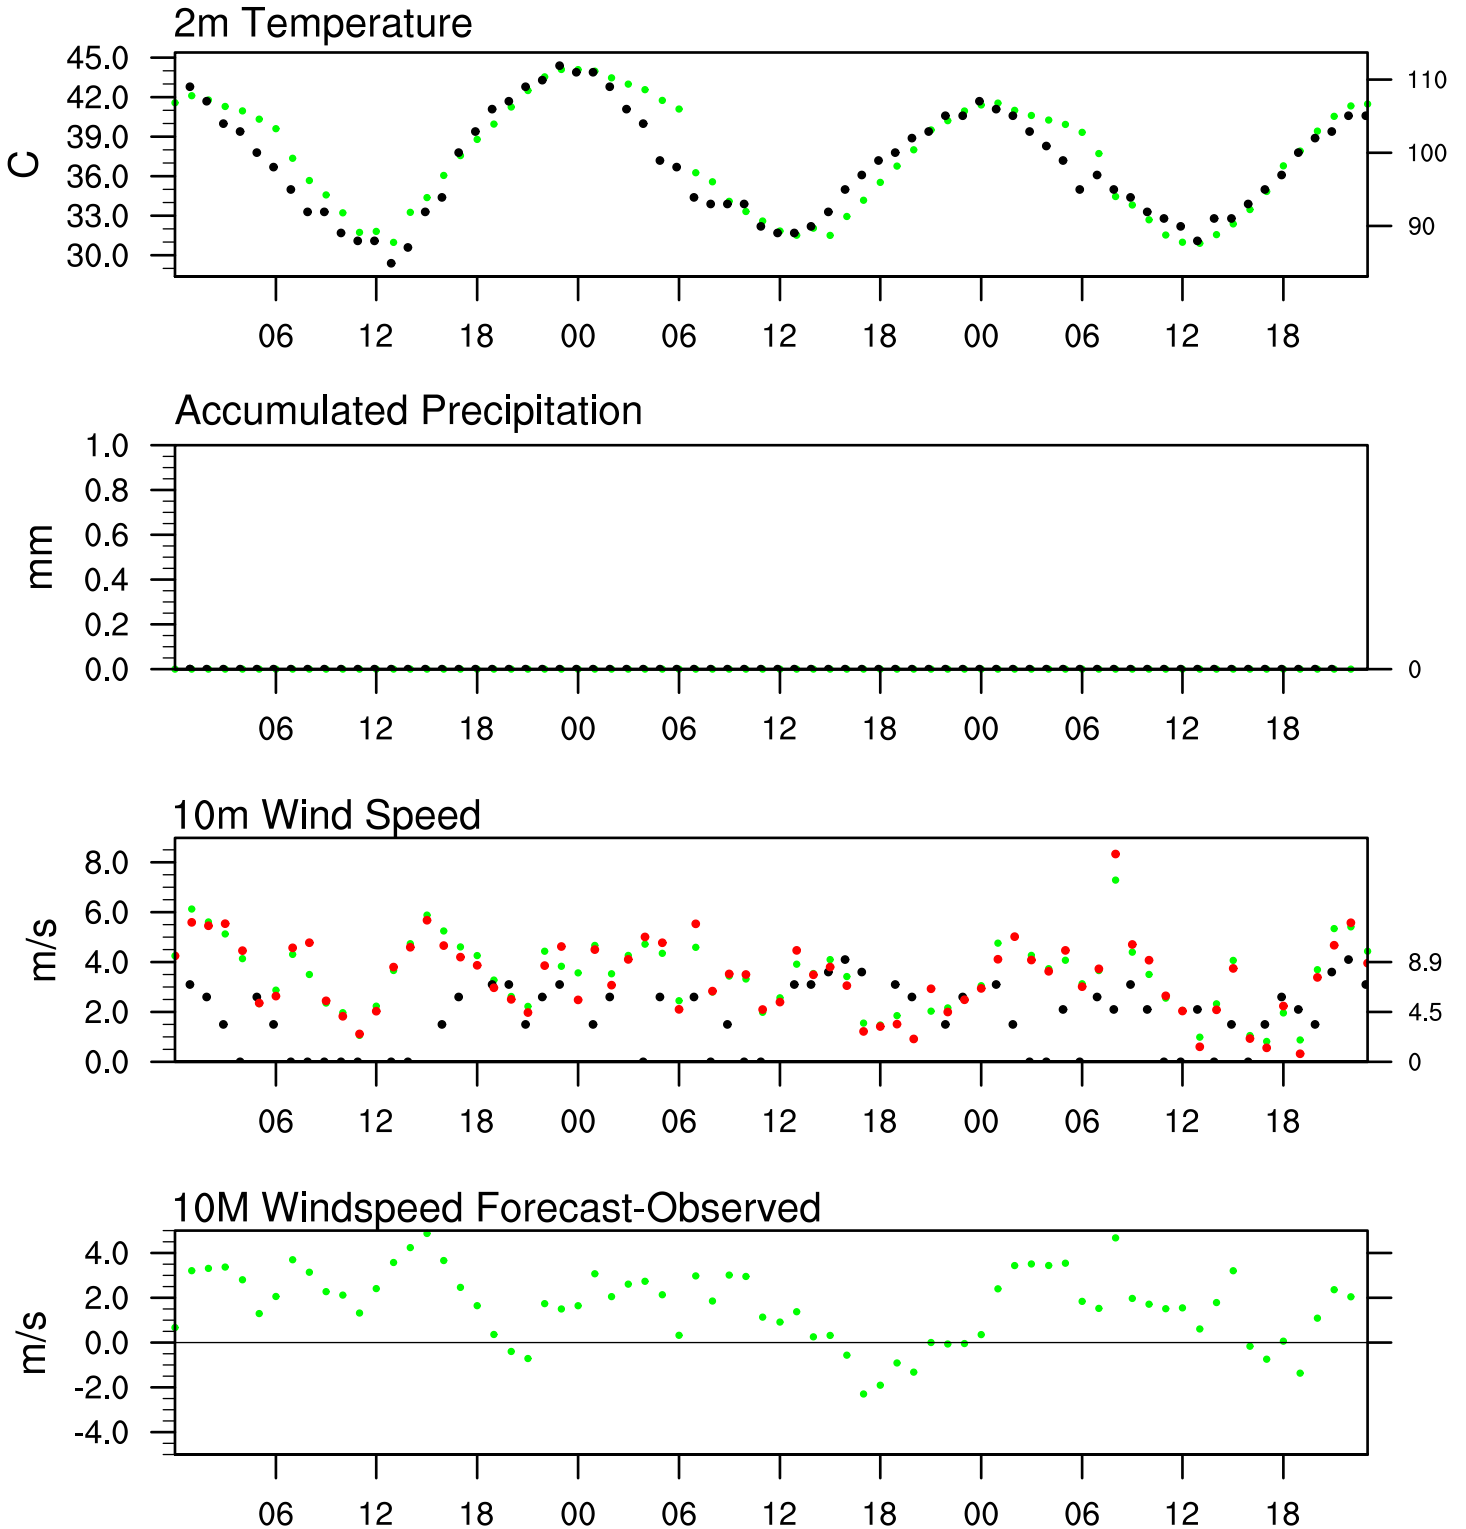 2m Temperature
45.0
42.0
39.0
36.0
33.0
30.0
C
110
100
90
06 12 18 00 06 12 18 00 06 12 18
Accumulated Precipitation
1.0
0.8
0.6
0.4
0.2
0.0
mm
0
06 12 18 00 06 12 18 00 06 12 18
10m Wind Speed
8.0
6.0
4.0
2.0
0.0
m/s
8.9
4.5
0
06 12 18 00 06 12 18 00 06 12 18
10M Windspeed Forecast-Observed
4.0
2.0
0.0
-2.0
-4.0
m/s
06 12 18 00 06 12 18 00 06 12 18